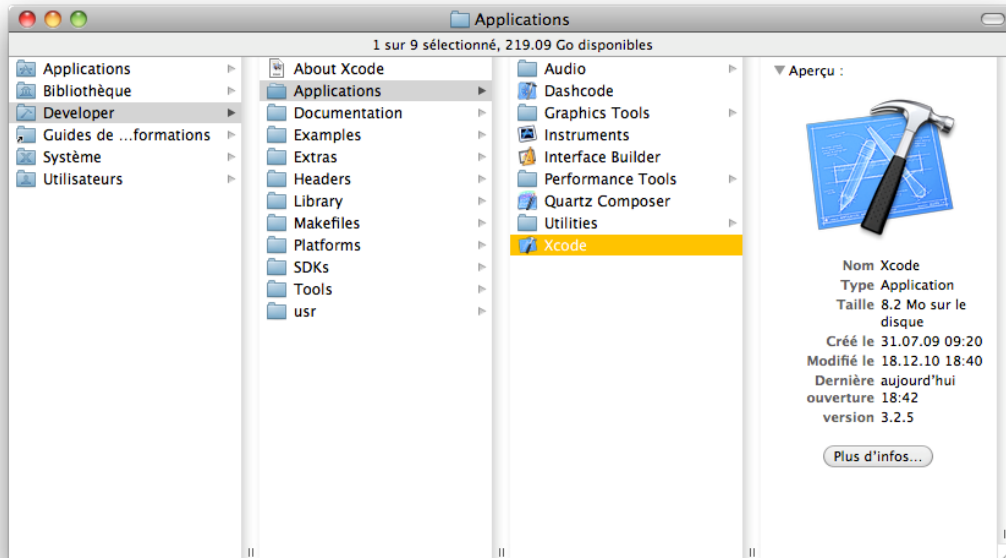 Applications
1 sur 9 sélectionné, 219.09 Go disponibles
Applications
Bibliothèque
Developer
Guides de ...formations
Système
Utilisateurs
About Xcode
Applications
Documentation
Examples
Extras
Headers
Library
Makefiles
Platforms
SDKs
Tools
usr
Audio
Dashcode
Graphics Tools
Instruments
Interface Builder
Performance Tools
Quartz Composer
Utilities
Xcode
Aperçu :
Nom Xcode
Type Application
Taille 8.2 Mo sur le
disque
Créé le 31.07.09 09:20
Modifié le 18.12.10 18:40
Dernière aujourd'hui
ouverture 18:42
version 3.2.5
Plus d'infos...